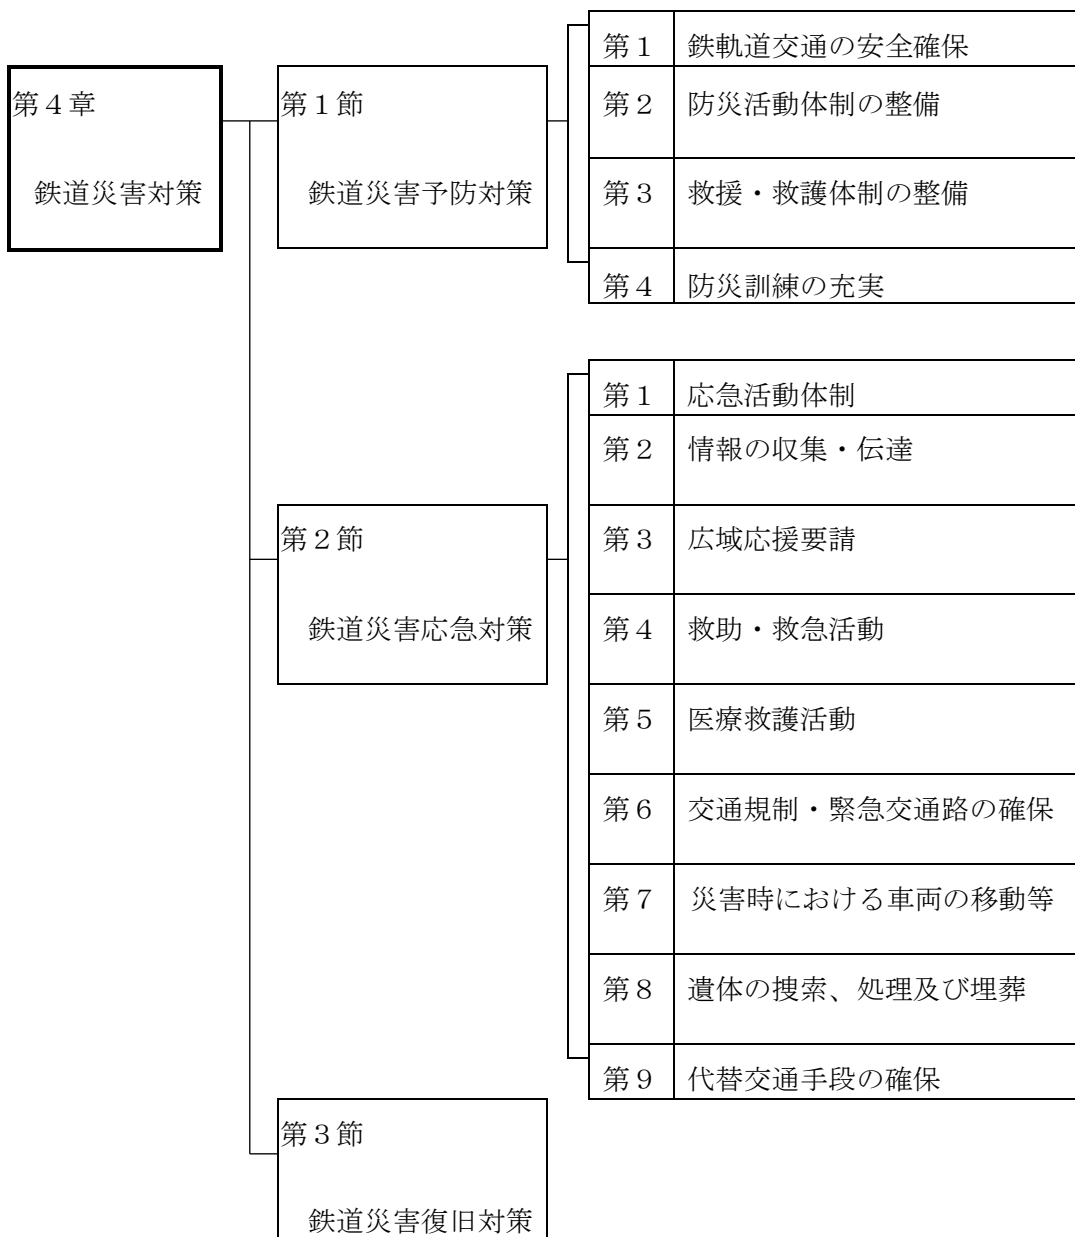 第４章
鉄道災害対策
第１節
鉄道災害予防対策
第１ 鉄軌道交通の安全確保
第２ 防災活動体制の整備
第３ 救援・救護体制の整備
第４ 防災訓練の充実
第２節
鉄道災害応急対策
第１ 応急活動体制
第２ 情報の収集・伝達
第３ 広域応援要請
第４ 救助・救急活動
第５ 医療救護活動
第６ 交通規制・緊急交通路の確保
第７ 災害時における車両の移動等
第８ 遺体の捜索、処理及び埋葬
第９ 代替交通手段の確保
第３節
鉄道災害復旧対策